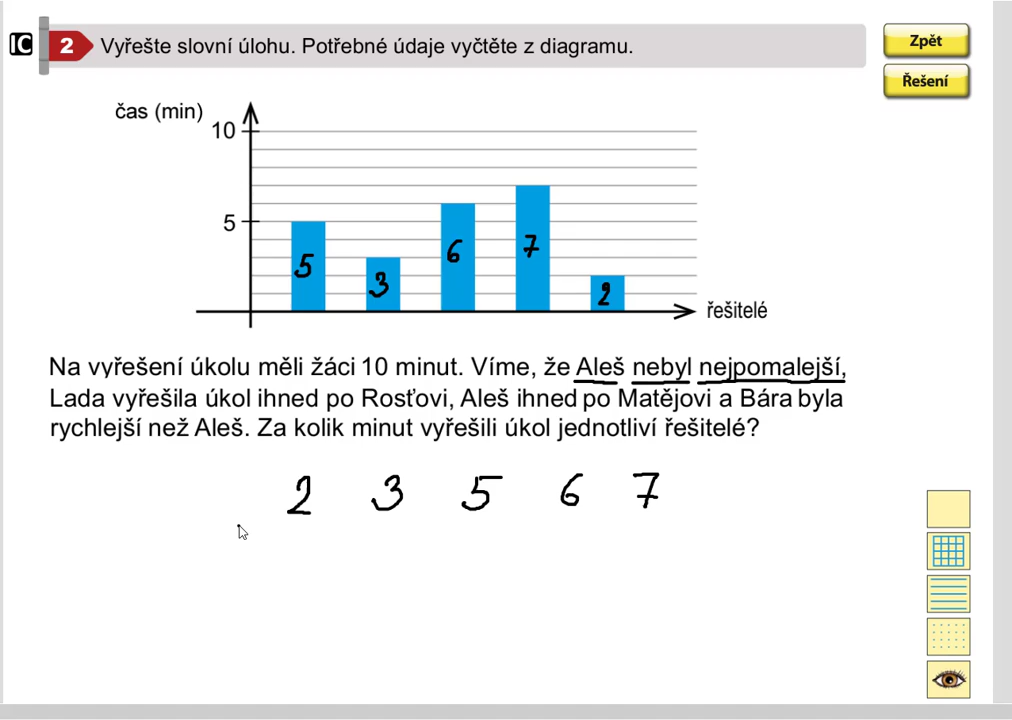 IC 2 Vyřešte slovní úlohu. Potřebné údaje vyčtěte z diagramu.
Zpět
Řešení
čas (min)
10
5
5 3 6 7 2
řešitelé
Na vyřešení úkolu měli žáci 10 minut. Víme, že Aleš nebyl nejpomalejší,
Lada vyřešila úkol ihned po Rosťovi, Aleš ihned po Matějovi a Bára byla
rychlejší než Aleš. Za kolik minut vyřešili úkol jednotliví řešitelé?
2 3 5 6 7